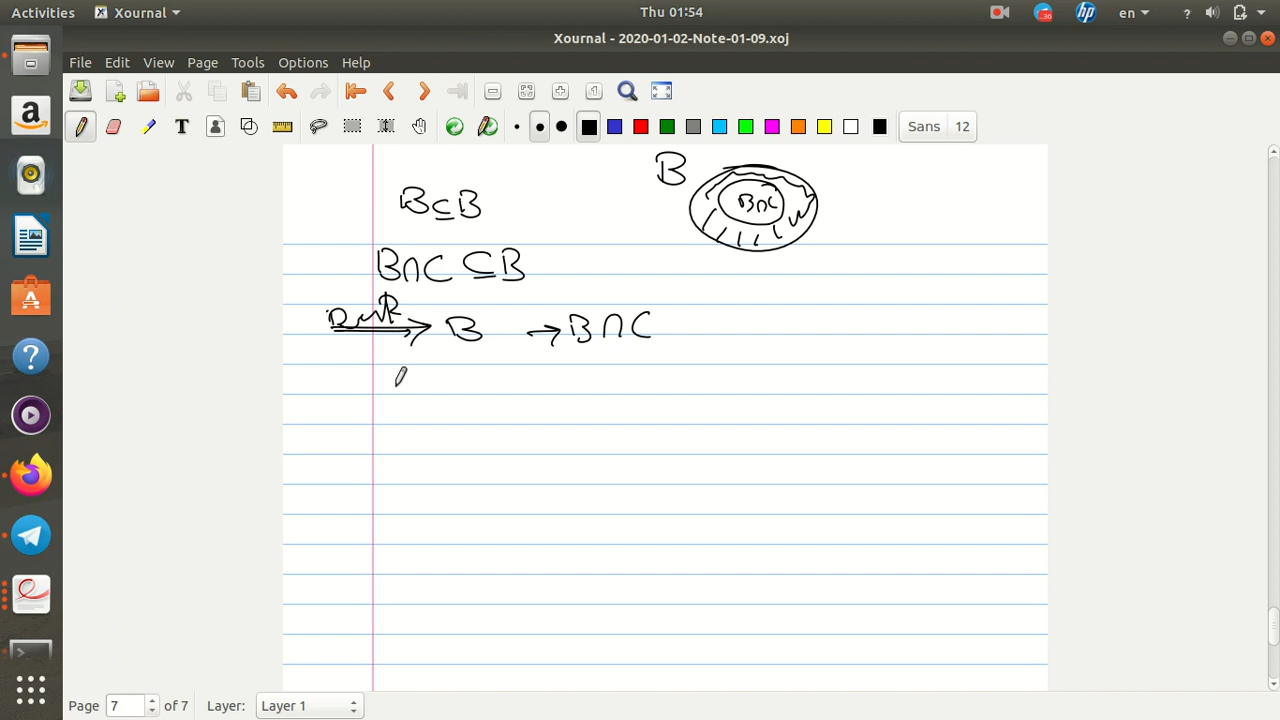 Activities Xournal Thu 01:54 36 en ?
Xournal - 2020-01-02-Note-01-09.xoj
File Edit View Page Tools Options Help
Sans 12
B
B⊆B
B∩C
B∩C ⊆B
B → B∩C
Page 7 of 7 Layer: Layer 1